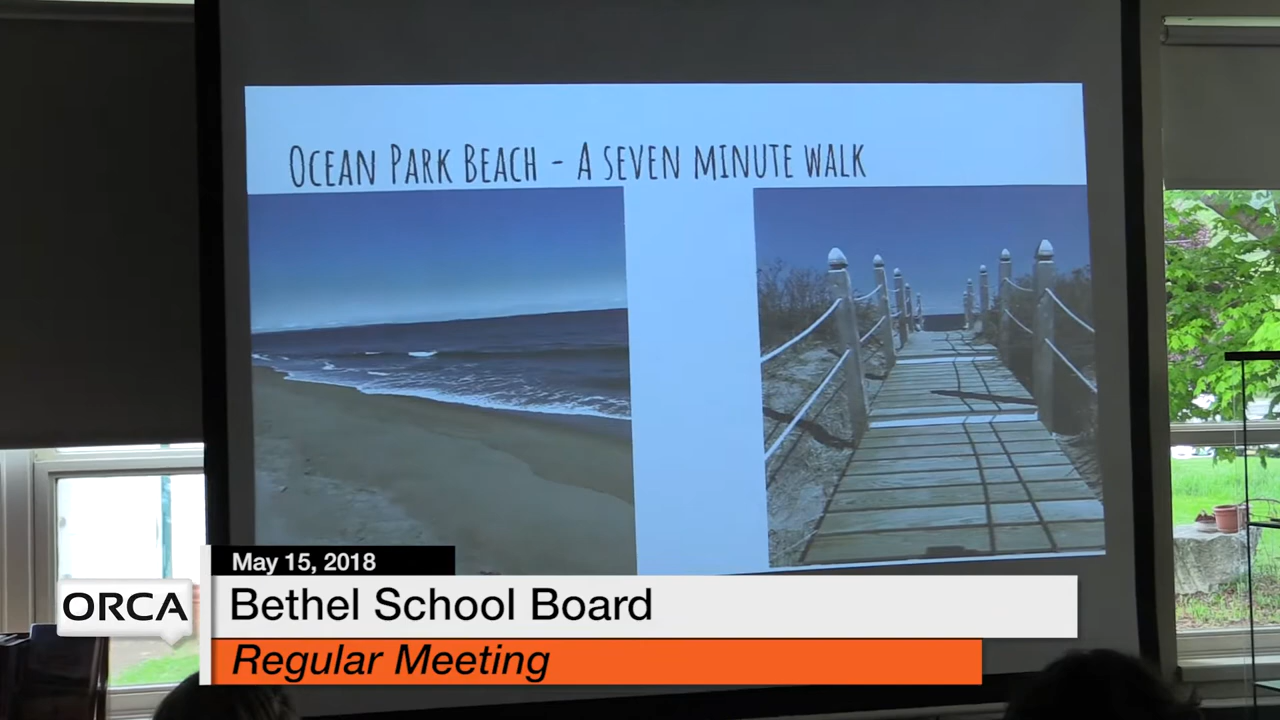 OCEAN PARK BEACH - A SEVEN MINUTE WALK
May 15, 2018
ORCA
Bethel School Board
Regular Meeting